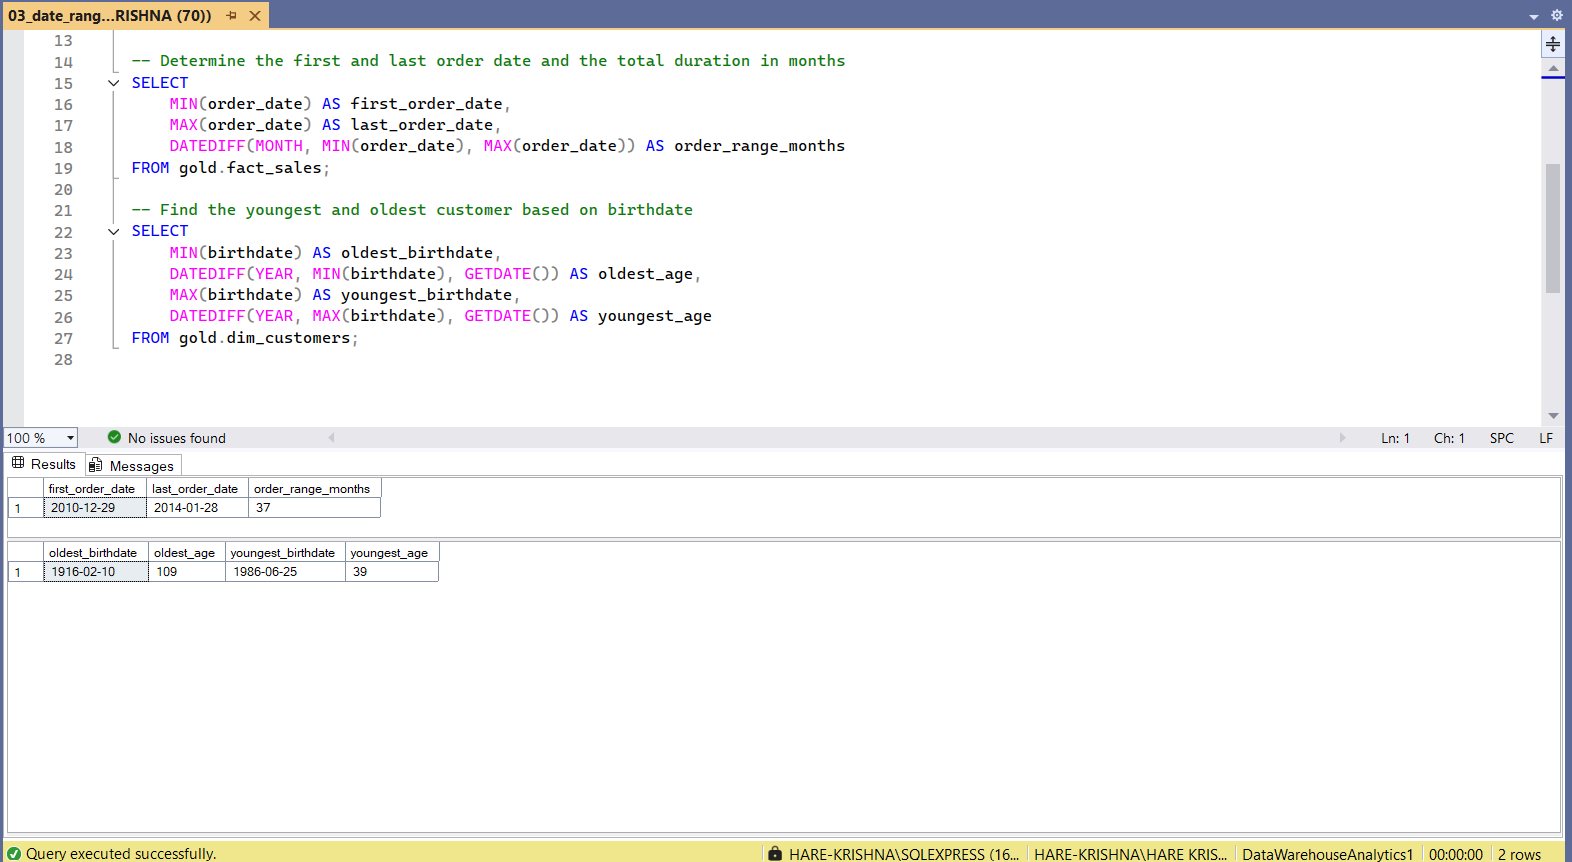 03_date_rang...RISHNA (70))
13
14 -- Determine the first and last order date and the total duration in months
15 SELECT
16 MIN(order_date) AS first_order_date,
17 MAX(order_date) AS last_order_date,
18 DATEDIFF(MONTH, MIN(order_date), MAX(order_date)) AS order_range_months
19 FROM gold.fact_sales;
20
21 -- Find the youngest and oldest customer based on birthdate
22 SELECT
23 MIN(birthdate) AS oldest_birthdate,
24 DATEDIFF(YEAR, MIN(birthdate), GETDATE()) AS oldest_age,
25 MAX(birthdate) AS youngest_birthdate,
26 DATEDIFF(YEAR, MAX(birthdate), GETDATE()) AS youngest_age
27 FROM gold.dim_customers;
28
100 % No issues found Ln: 1 Ch: 1 SPC LF
Results Messages
first_order_date last_order_date order_range_months
1 2010-12-29 2014-01-28 37
oldest_birthdate oldest_age youngest_birthdate youngest_age
1 1916-02-10 109 1986-06-25 39
Query executed successfully. HARE-KRISHNA\SQLEXPRESS (16... HARE-KRISHNA\HARE KRIS... DataWarehouseAnalytics1 00:00:00 2 rows